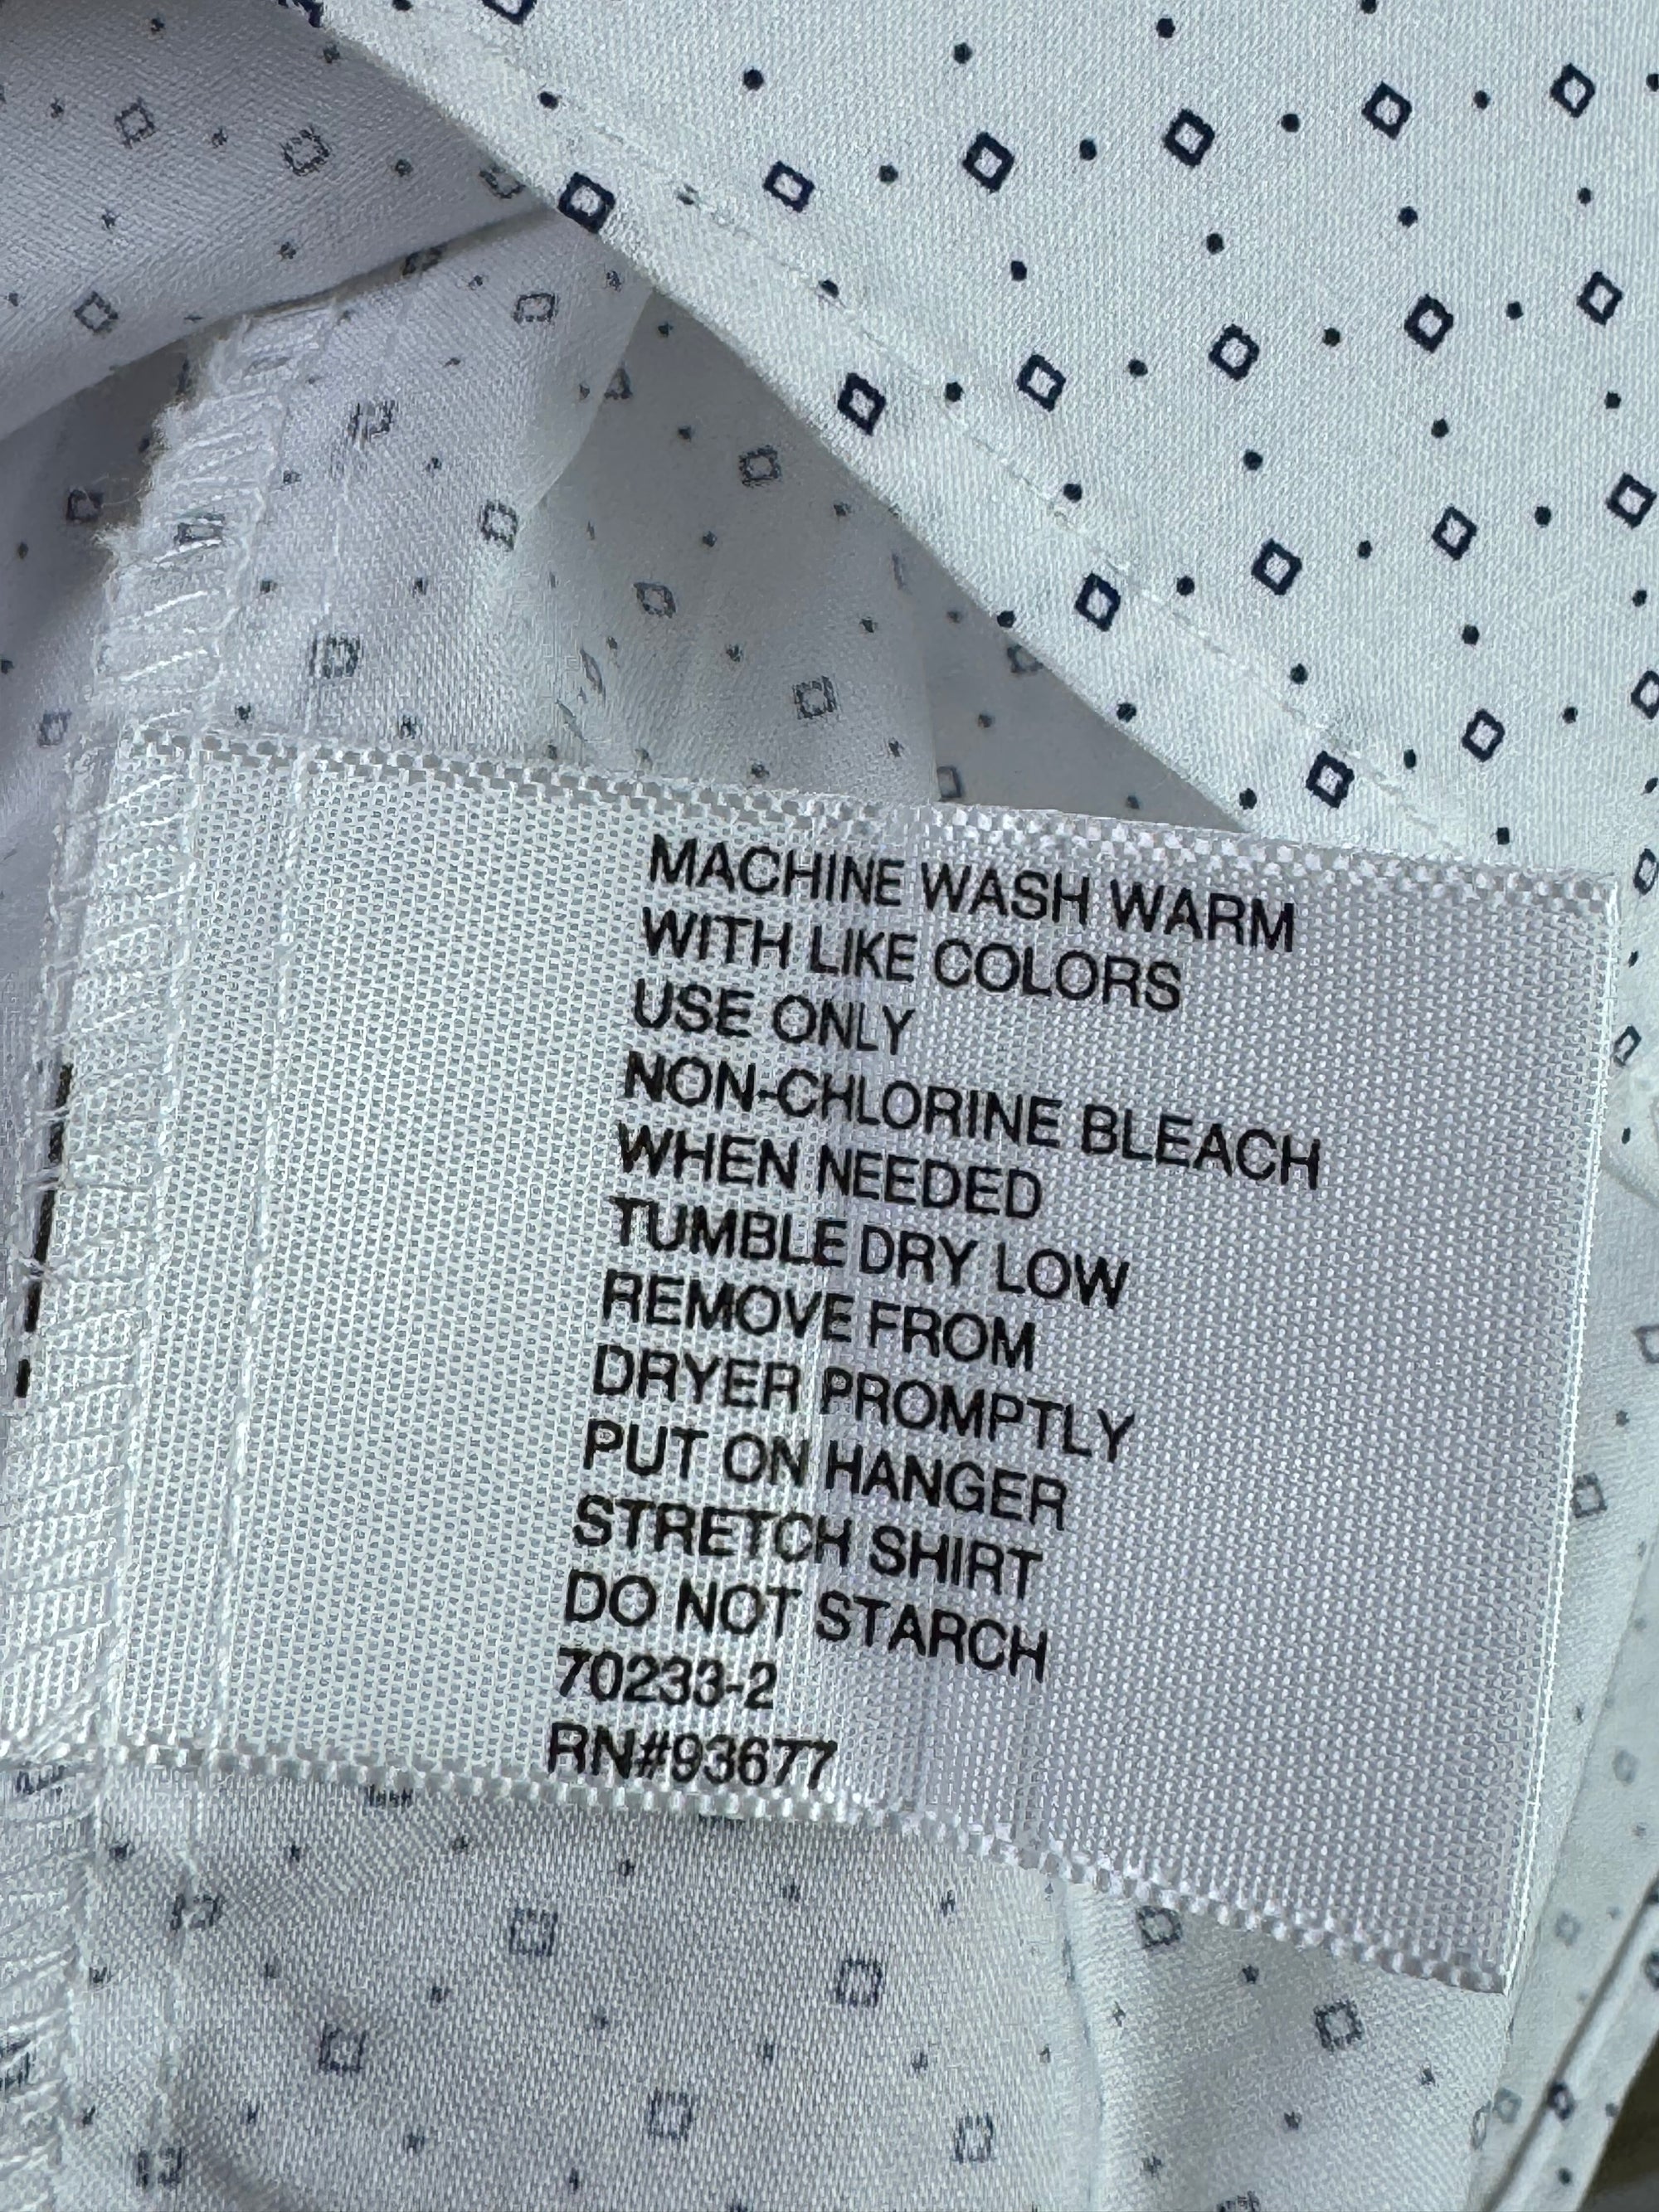 MACHINE WASH WARM
WITH LIKE COLORS
USE ONLY
NON-CHLORINE BLEACH
WHEN NEEDED
TUMBLE DRY LOW
REMOVE FROM
DRYER PROMPTLY
PUT ON HANGER
STRETCH SHIRT
DO NOT STARCH
70233-2
RN#93677